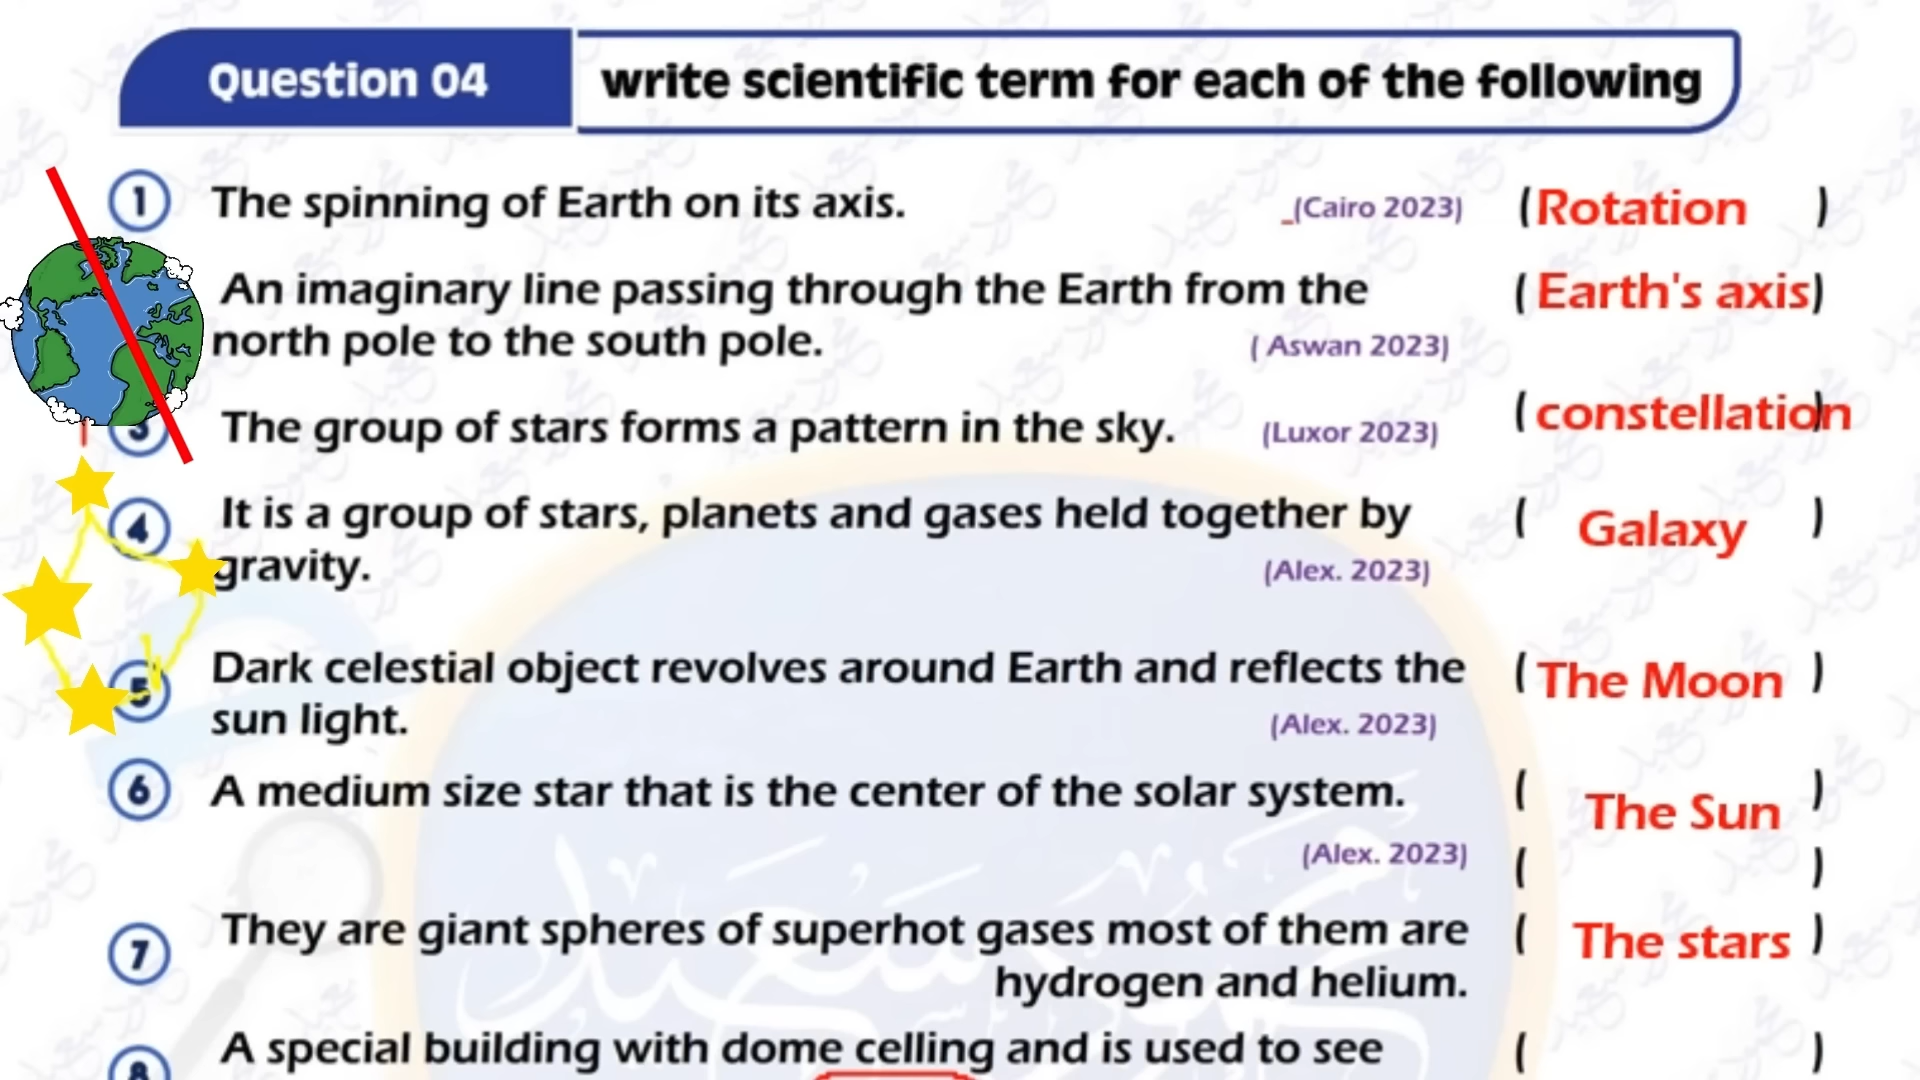 Question 04 write scientific term for each of the following
1 The spinning of Earth on its axis. _(Cairo 2023) (Rotation )
An imaginary line passing through the Earth from the (Earth's axis)
north pole to the south pole. ( Aswan 2023)
3 The group of stars forms a pattern in the sky. (Luxor 2023) (constellation)
4 It is a group of stars, planets and gases held together by ( Galaxy )
gravity. (Alex. 2023)
5 Dark celestial object revolves around Earth and reflects the (The Moon )
sun light. (Alex. 2023)
6 A medium size star that is the center of the solar system. ( The Sun )
(Alex. 2023) ( )
7 They are giant spheres of superhot gases most of them are ( The stars )
hydrogen and helium.
8 A special building with dome celling and is used to see ( )